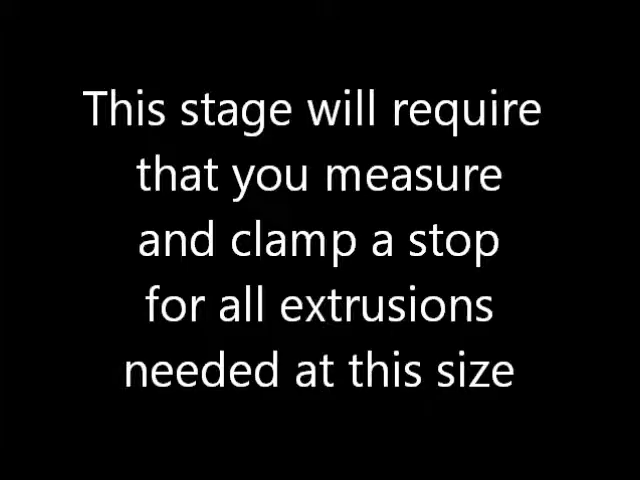 This stage will require
that you measure
and clamp a stop
for all extrusions
needed at this size